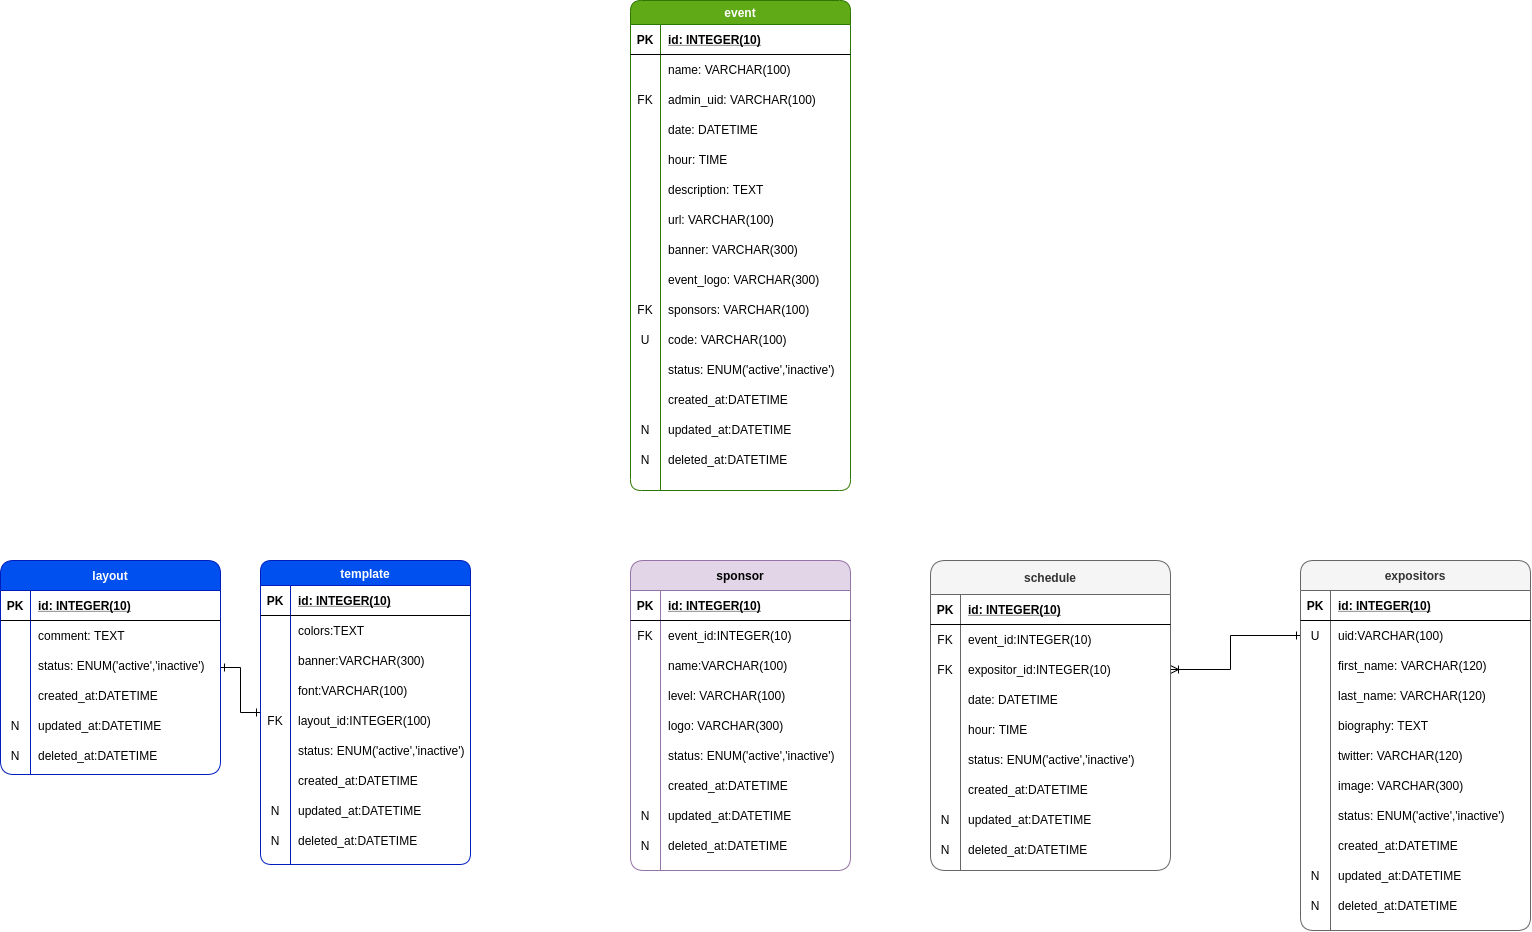 event
PK id: INTEGER(10)
name: VARCHAR(100)
FK admin_uid: VARCHAR(100)
date: DATETIME
hour: TIME
description: TEXT
url: VARCHAR(100)
banner: VARCHAR(300)
event_logo: VARCHAR(300)
FK sponsors: VARCHAR(100)
U code: VARCHAR(100)
status: ENUM('active','inactive')
created_at:DATETIME
N updated_at:DATETIME
N deleted_at:DATETIME
layout
PK id: INTEGER(10)
comment: TEXT
status: ENUM('active','inactive')
created_at:DATETIME
N updated_at:DATETIME
N deleted_at:DATETIME
template
PK id: INTEGER(10)
colors:TEXT
banner:VARCHAR(300)
font:VARCHAR(100)
FK layout_id:INTEGER(100)
status: ENUM('active','inactive')
created_at:DATETIME
N updated_at:DATETIME
N deleted_at:DATETIME
sponsor
PK id: INTEGER(10)
FK event_id:INTEGER(10)
name:VARCHAR(100)
level: VARCHAR(100)
logo: VARCHAR(300)
status: ENUM('active','inactive')
created_at:DATETIME
N updated_at:DATETIME
N deleted_at:DATETIME
schedule
PK id: INTEGER(10)
FK event_id:INTEGER(10)
FK expositor_id:INTEGER(10)
date: DATETIME
hour: TIME
status: ENUM('active','inactive')
created_at:DATETIME
N updated_at:DATETIME
N deleted_at:DATETIME
expositors
PK id: INTEGER(10)
U uid:VARCHAR(100)
first_name: VARCHAR(120)
last_name: VARCHAR(120)
biography: TEXT
twitter: VARCHAR(120)
image: VARCHAR(300)
status: ENUM('active','inactive')
created_at:DATETIME
N updated_at:DATETIME
N deleted_at:DATETIME